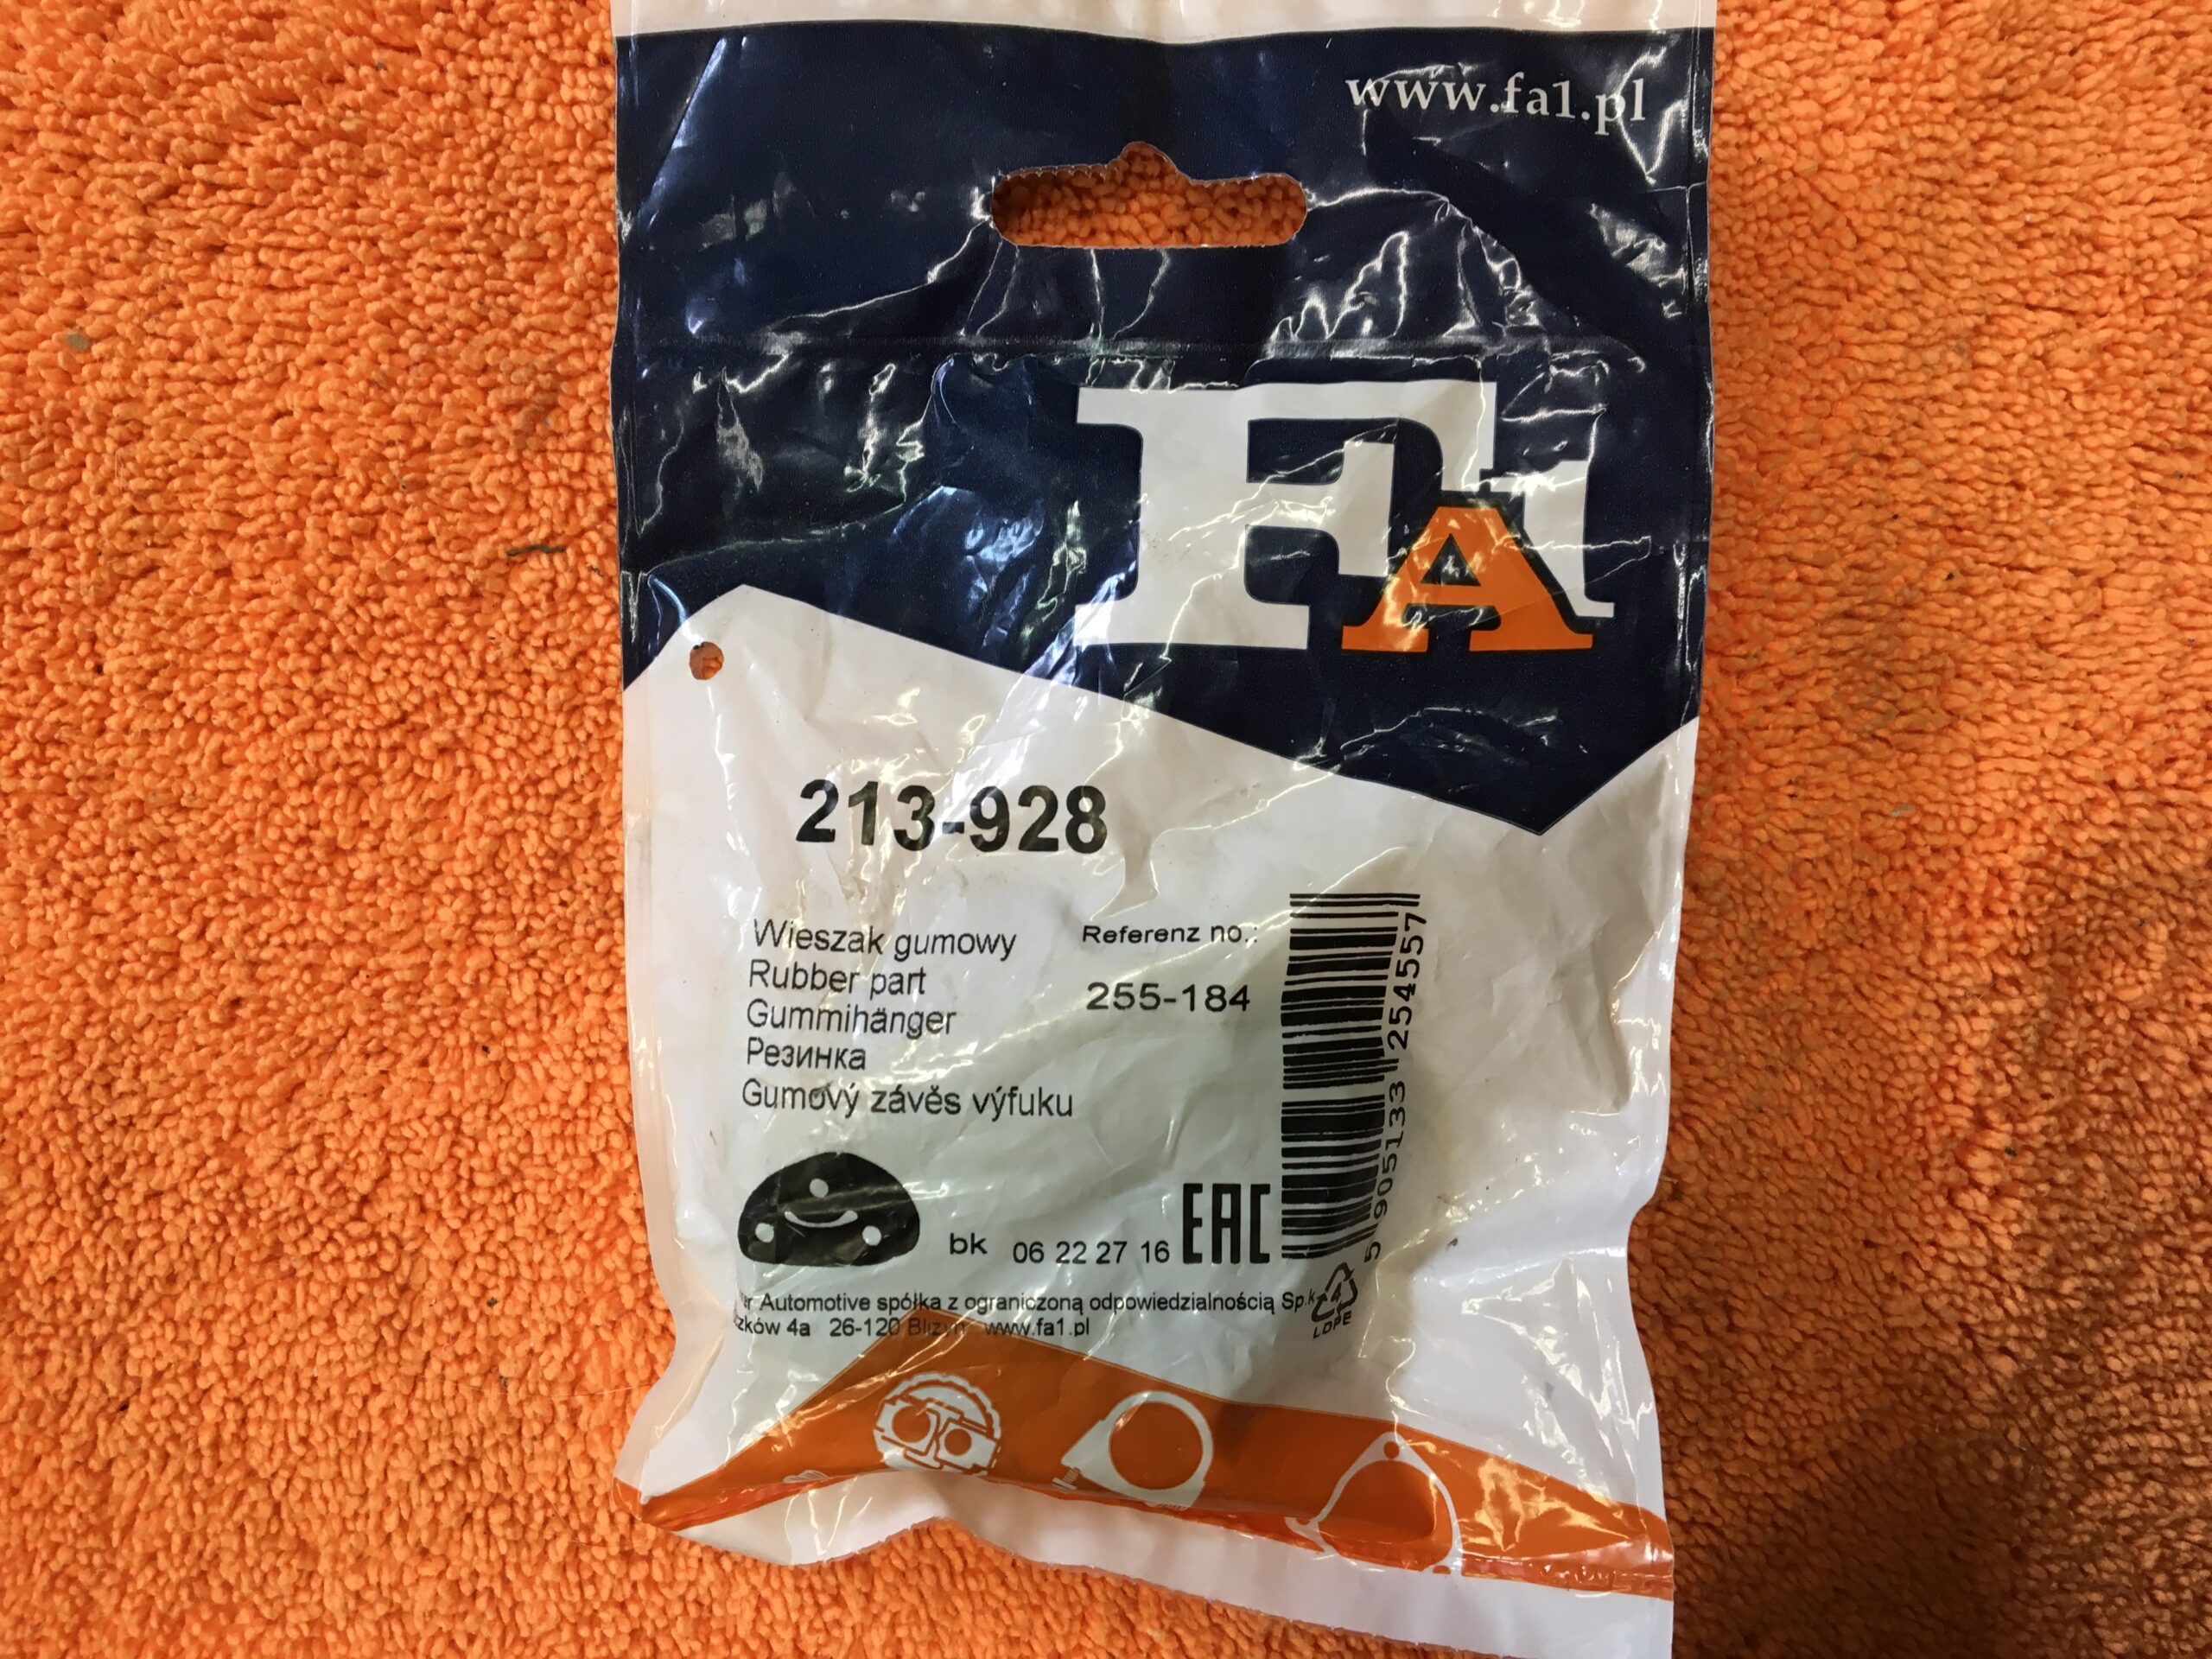 www.fa1.pl
FA1
213-928
Wieszak gumowy
Rubber part
Gummihänger
Резинка
Gumový závěs výfuku
Referenz no.:
255-184
5 905133 254557
bk 06 22 27 16 EAC
Automotive spółka z ograniczoną odpowiedzialnością Sp.k
4a 26-120 Bliżyn www.fa1.pl
4
LDPE